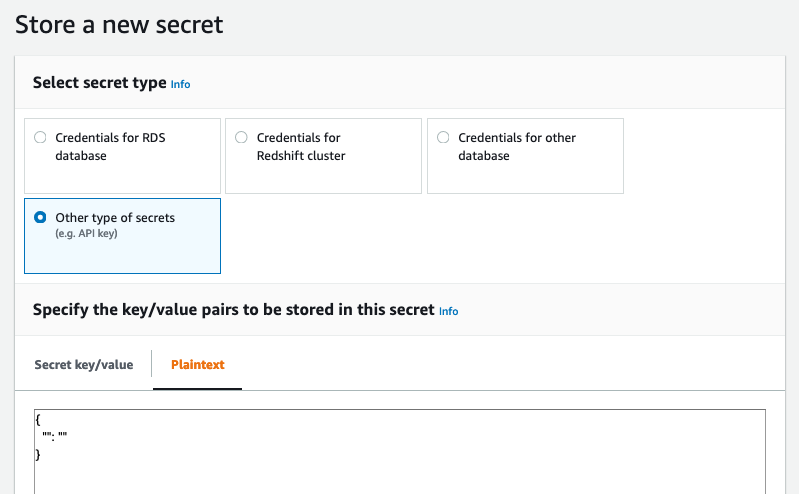 Store a new secret
Select secret type Info
Credentials for RDS
database
Credentials for
Redshift cluster
Credentials for other
database
Other type of secrets
(e.g. API key)
Specify the key/value pairs to be stored in this secret Info
Secret key/value
Plaintext
{
"": ""
}